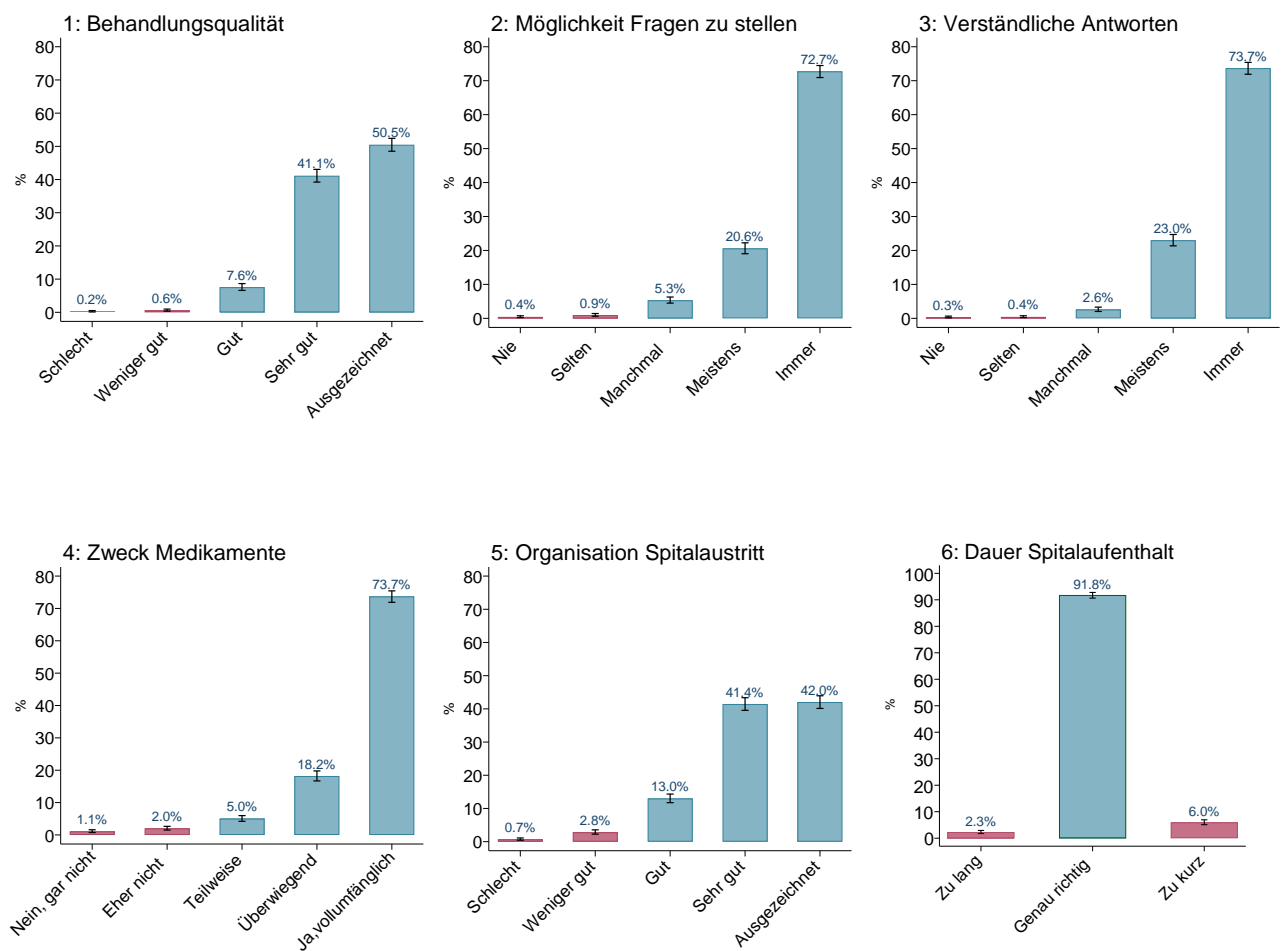 1: Behandlungsqualität
80
70
60
50
40
30
20
10
0
%
0.2%
0.6%
7.6%
41.1%
50.5%
Schlecht
Weniger gut
Gut
Sehr gut
Ausgezeichnet
2: Möglichkeit Fragen zu stellen
80
70
60
50
40
30
20
10
0
%
0.4%
0.9%
5.3%
20.6%
72.7%
Nie
Selten
Manchmal
Meistens
Immer
3: Verständliche Antworten
80
70
60
50
40
30
20
10
0
%
0.3%
0.4%
2.6%
23.0%
73.7%
Nie
Selten
Manchmal
Meistens
Immer
4: Zweck Medikamente
80
70
60
50
40
30
20
10
0
%
1.1%
2.0%
5.0%
18.2%
73.7%
Nein, gar nicht
Eher nicht
Teilweise
Überwiegend
Ja,vollumfänglich
5: Organisation Spitalaustritt
80
70
60
50
40
30
20
10
0
%
0.7%
2.8%
13.0%
41.4%
42.0%
Schlecht
Weniger gut
Gut
Sehr gut
Ausgezeichnet
6: Dauer Spitalaufenthalt
100
90
80
70
60
50
40
30
20
10
0
%
2.3%
91.8%
6.0%
Zu lang
Genau richtig
Zu kurz